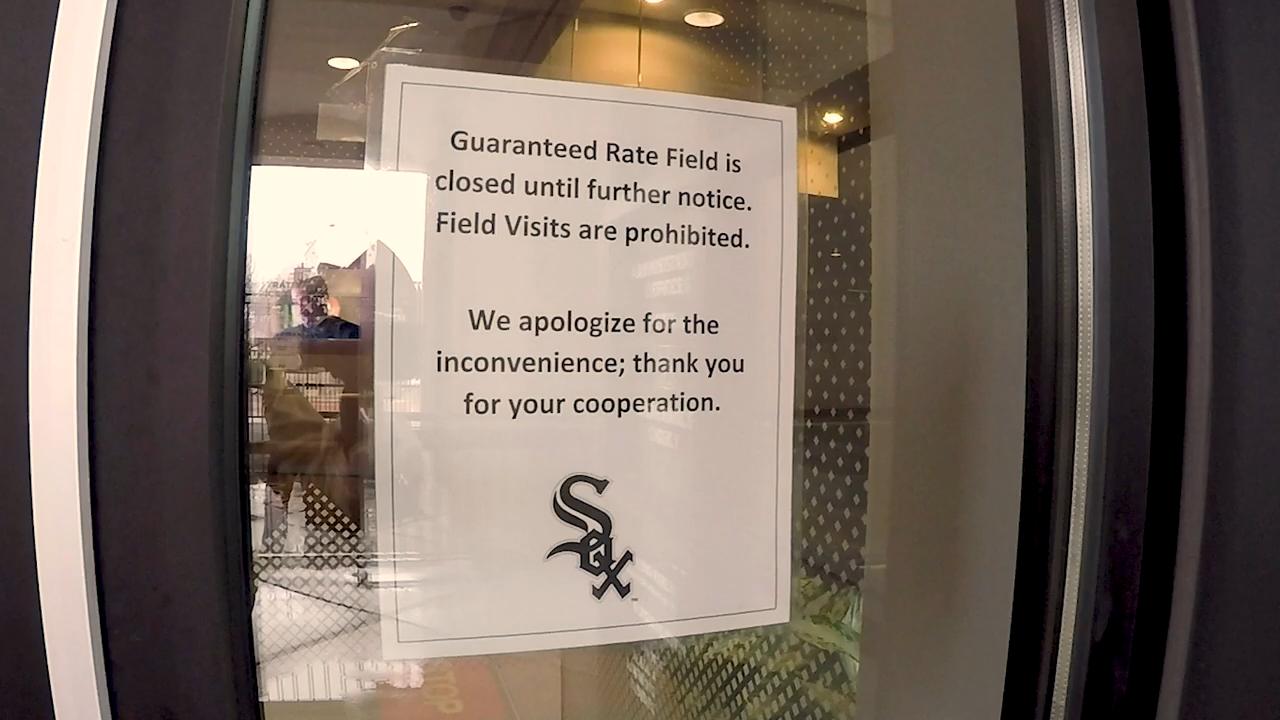 Guaranteed Rate Field is
closed until further notice.
Field Visits are prohibited.
We apologize for the
inconvenience; thank you
for your cooperation.
Sox
STOP